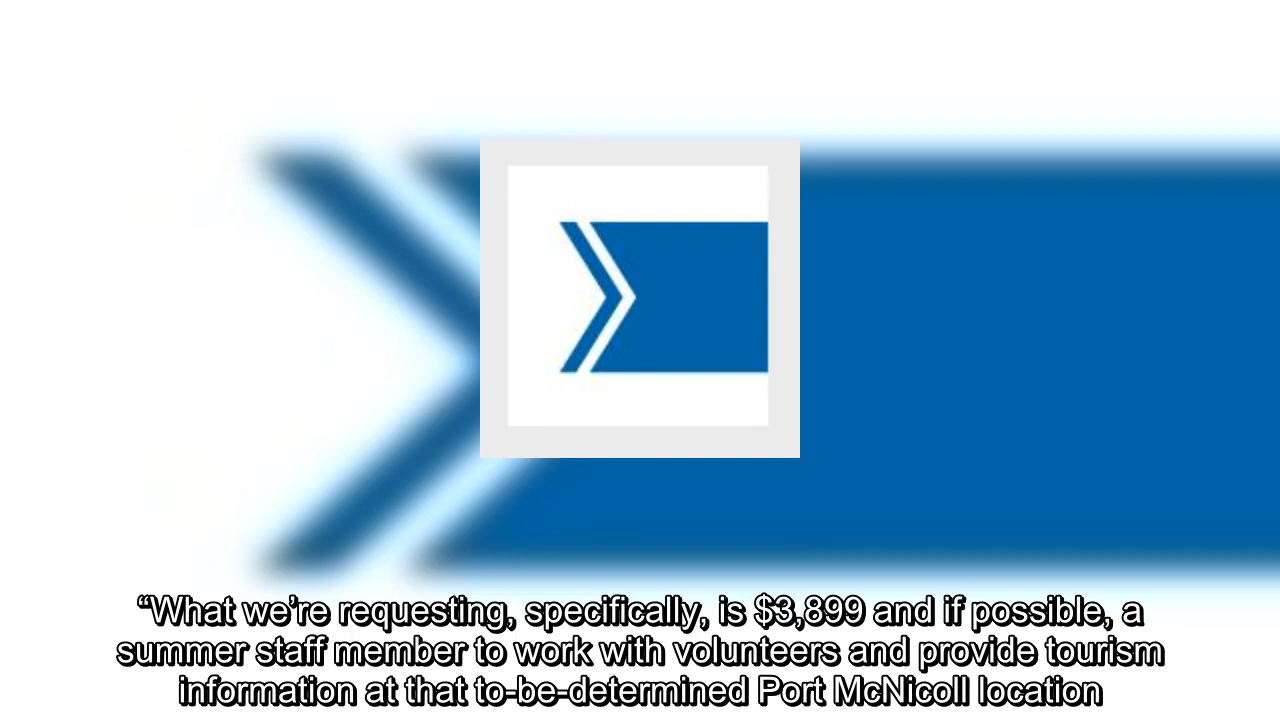 “What we’re requesting, specifically, is $3,899 and if possible, a
summer staff member to work with volunteers and provide tourism
information at that to-be-determined Port McNicoll location